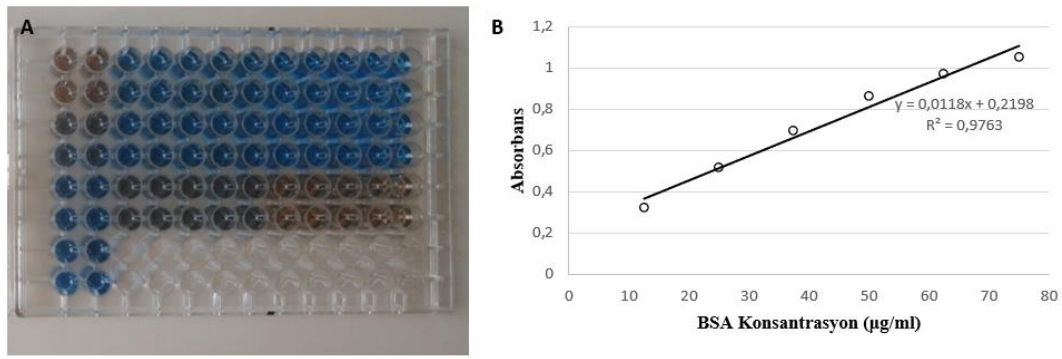 A
B
1,2
1
0,8
0,6
0,4
0,2
0
Absorbans
y = 0,0118x + 0,2198
R² = 0,9763
0 10 20 30 40 50 60 70 80
BSA Konsantrasyon (µg/ml)